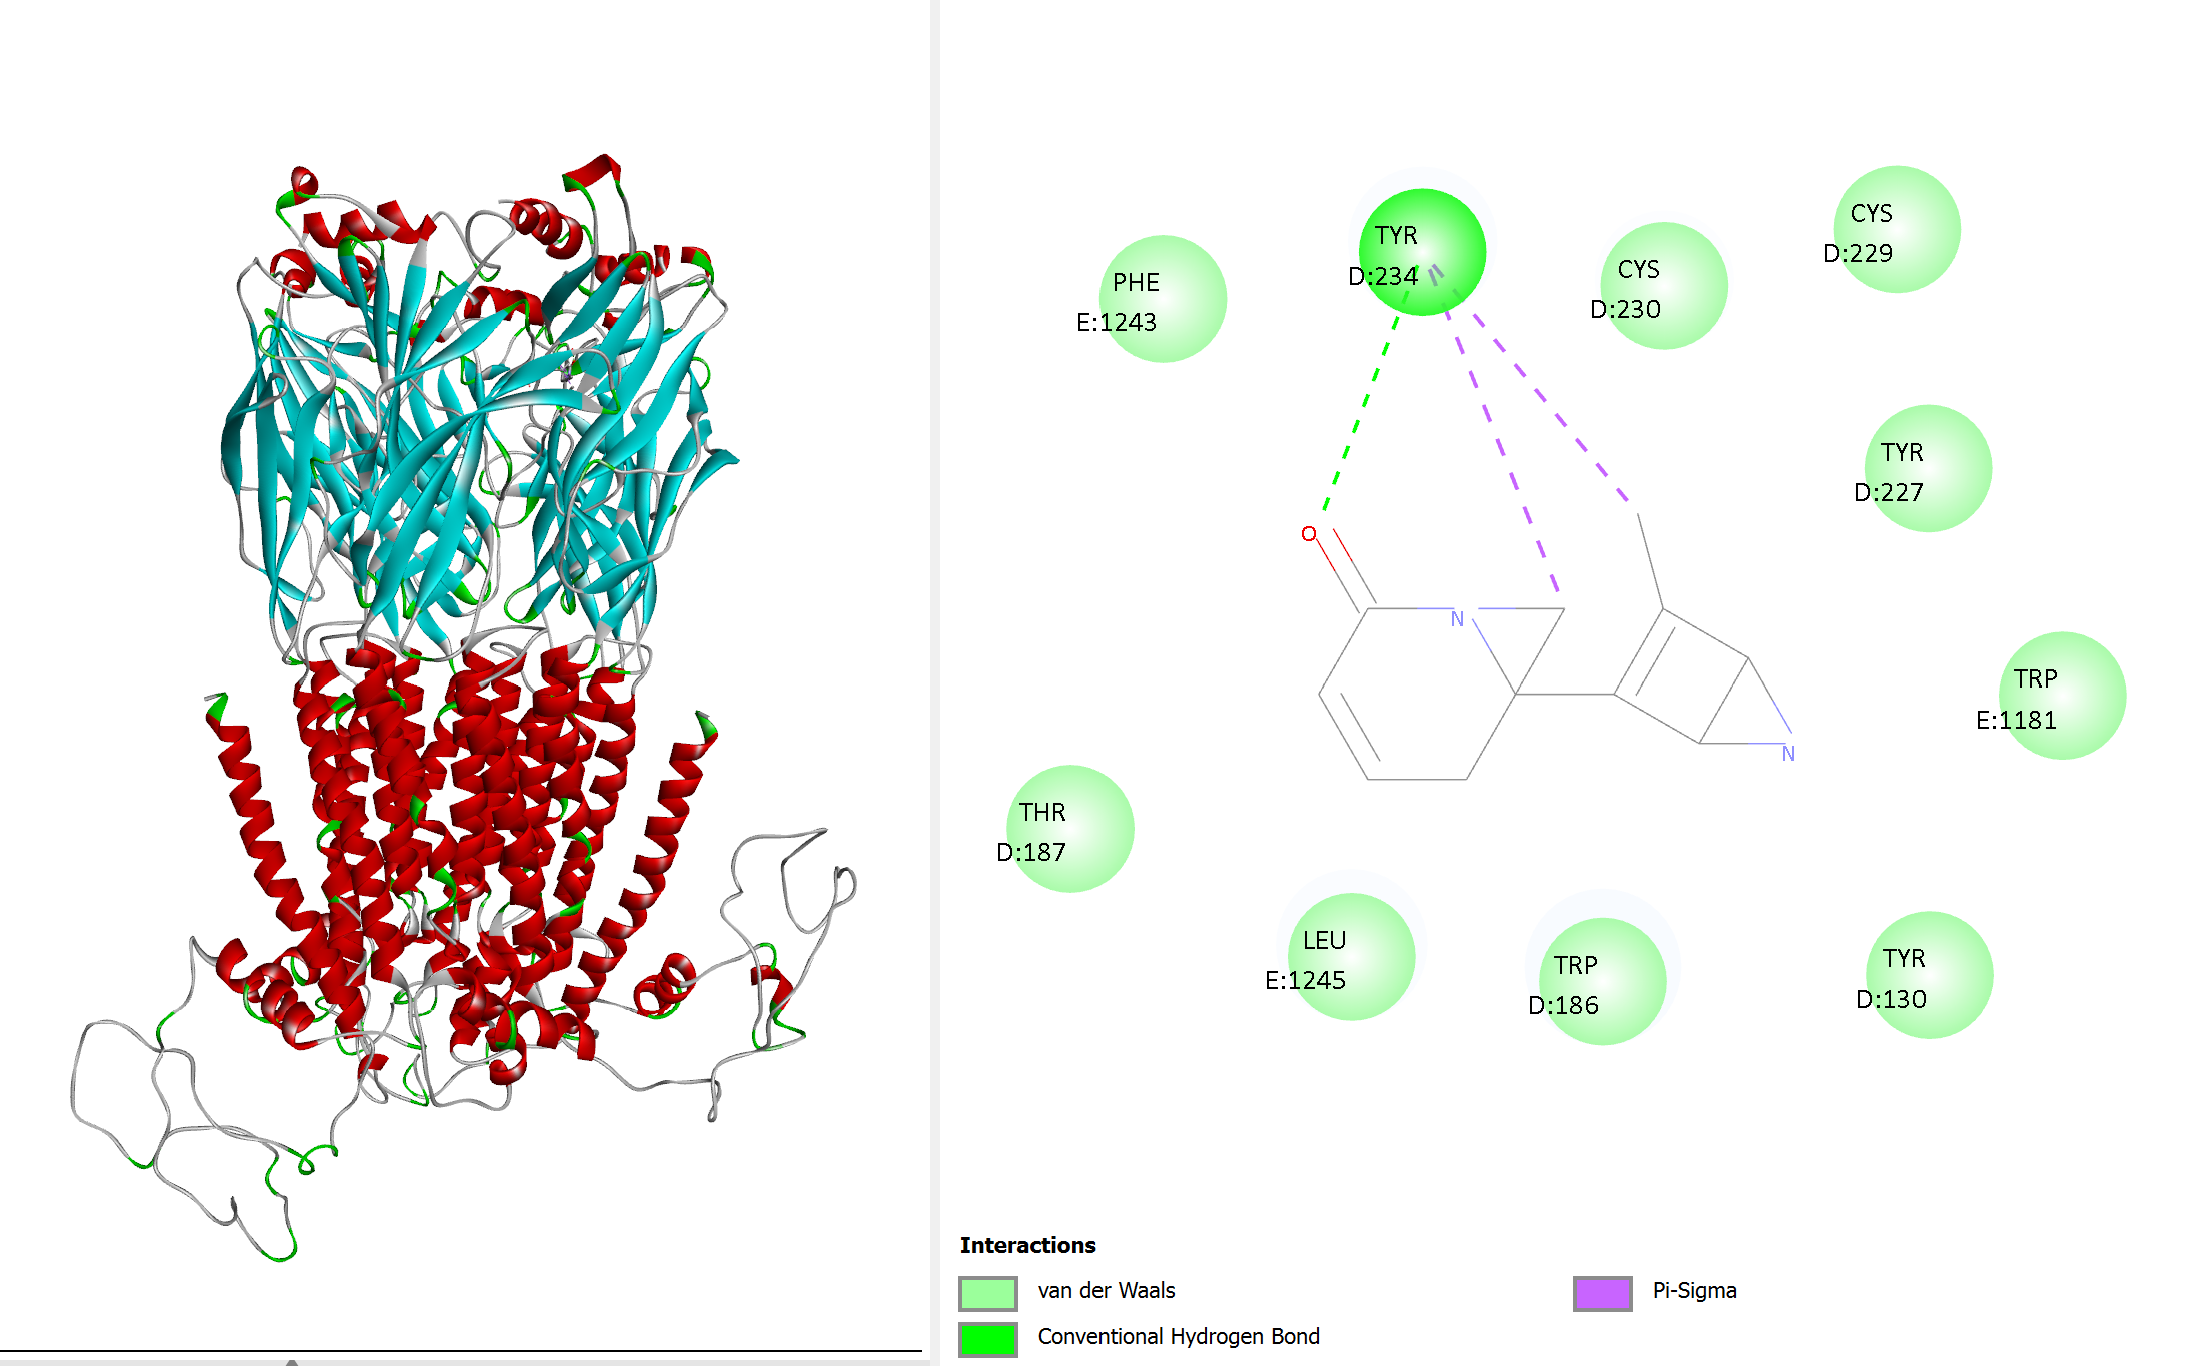 CYS
D:229
TYR
D:234
CYS
D:230
PHE
E:1243
TYR
D:227
O
N
TRP
E:1181
N
THR
D:187
LEU
E:1245
TRP
D:186
TYR
D:130
Interactions
van der Waals
Conventional Hydrogen Bond
Pi-Sigma